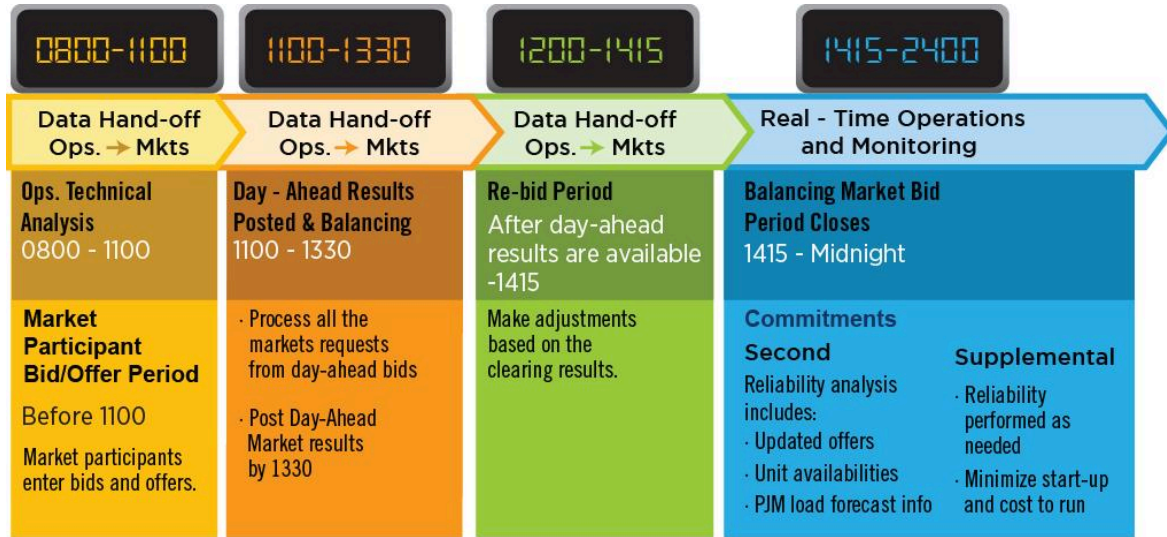 0800-1100
1100-1330
1200-1415
1415-2400
Data Hand-off
Ops. → Mkts
Data Hand-off
Ops. → Mkts
Data Hand-off
Ops. → Mkts
Real - Time Operations
and Monitoring
Ops. Technical
Analysis
0800 - 1100
Market
Participant
Bid/Offer Period
Before 1100
Market participants
enter bids and offers.
Day - Ahead Results
Posted & Balancing
1100 - 1330
· Process all the
markets requests
from day-ahead bids
· Post Day-Ahead
Market results
by 1330
Re-bid Period
After day-ahead
results are available
-1415
Make adjustments
based on the
clearing results.
Balancing Market Bid
Period Closes
1415 - Midnight
Commitments
Second
Reliability analysis
includes:
· Updated offers
· Unit availabilities
· PJM load forecast info
Supplemental
· Reliability
performed as
needed
· Minimize start-up
and cost to run